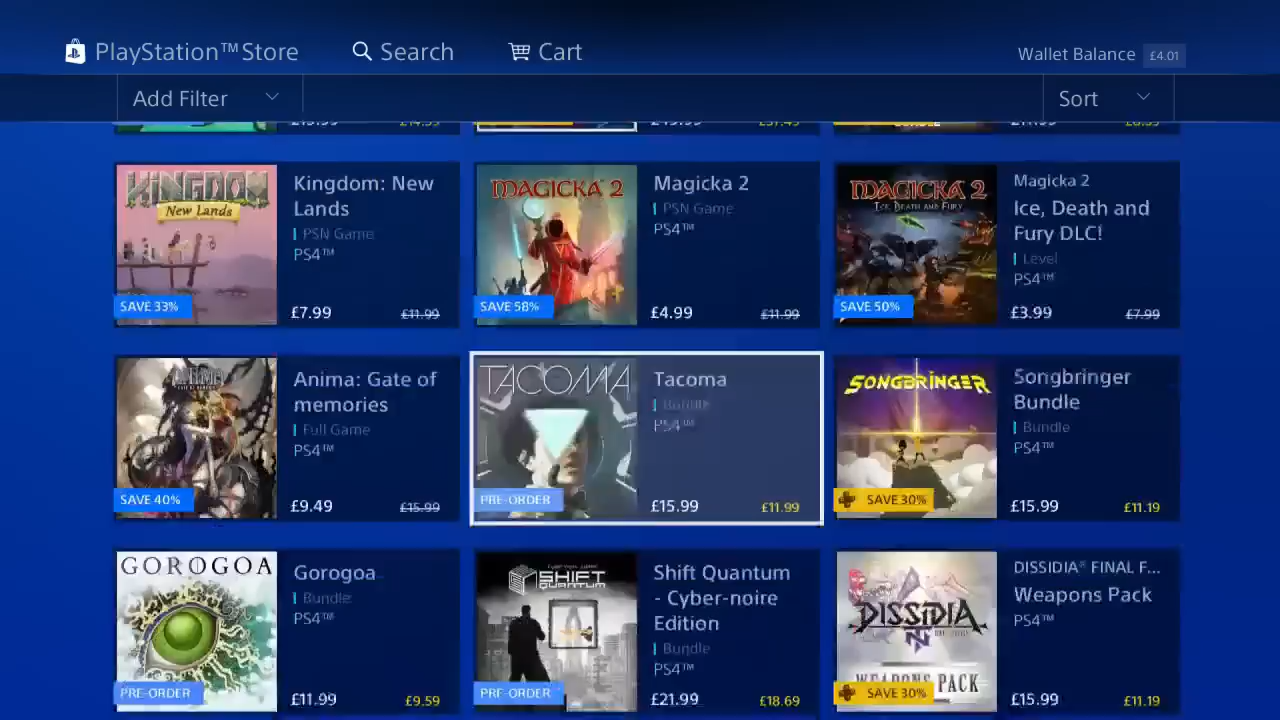 PlayStation™Store
Search
Cart
Wallet Balance £4.01
Add Filter
Sort
KINGDOM
New Lands
SAVE 33%
Kingdom: New
Lands
PSN Game
PS4™
£7.99 £11.99
MAGICKA 2
SAVE 58%
Magicka 2
PSN Game
PS4™
£4.99 £11.99
MAGICKA 2
ICE, DEATH AND FURY
SAVE 50%
Magicka 2
Ice, Death and
Fury DLC!
Level
PS4™
£3.99 £7.99
ANIMA
SAVE 40%
Anima: Gate of
memories
Full Game
PS4™
£9.49 £15.99
TACOMA
PRE-ORDER
Tacoma
Bundle
PS4™
£15.99 £11.99
SONGBRINGER
SAVE 30%
Songbringer
Bundle
Bundle
PS4™
£15.99 £11.19
GOROGOA
PRE-ORDER
Gorogoa
Bundle
PS4™
£11.99 £9.59
SHIFT
QUANTUM
PRE-ORDER
Shift Quantum
- Cyber-noire
Edition
Bundle
PS4™
£21.99 £18.69
DISSIDIA
NT
WEAPONS PACK
SAVE 30%
DISSIDIA® FINAL F...
Weapons Pack
PS4™
£15.99 £11.19